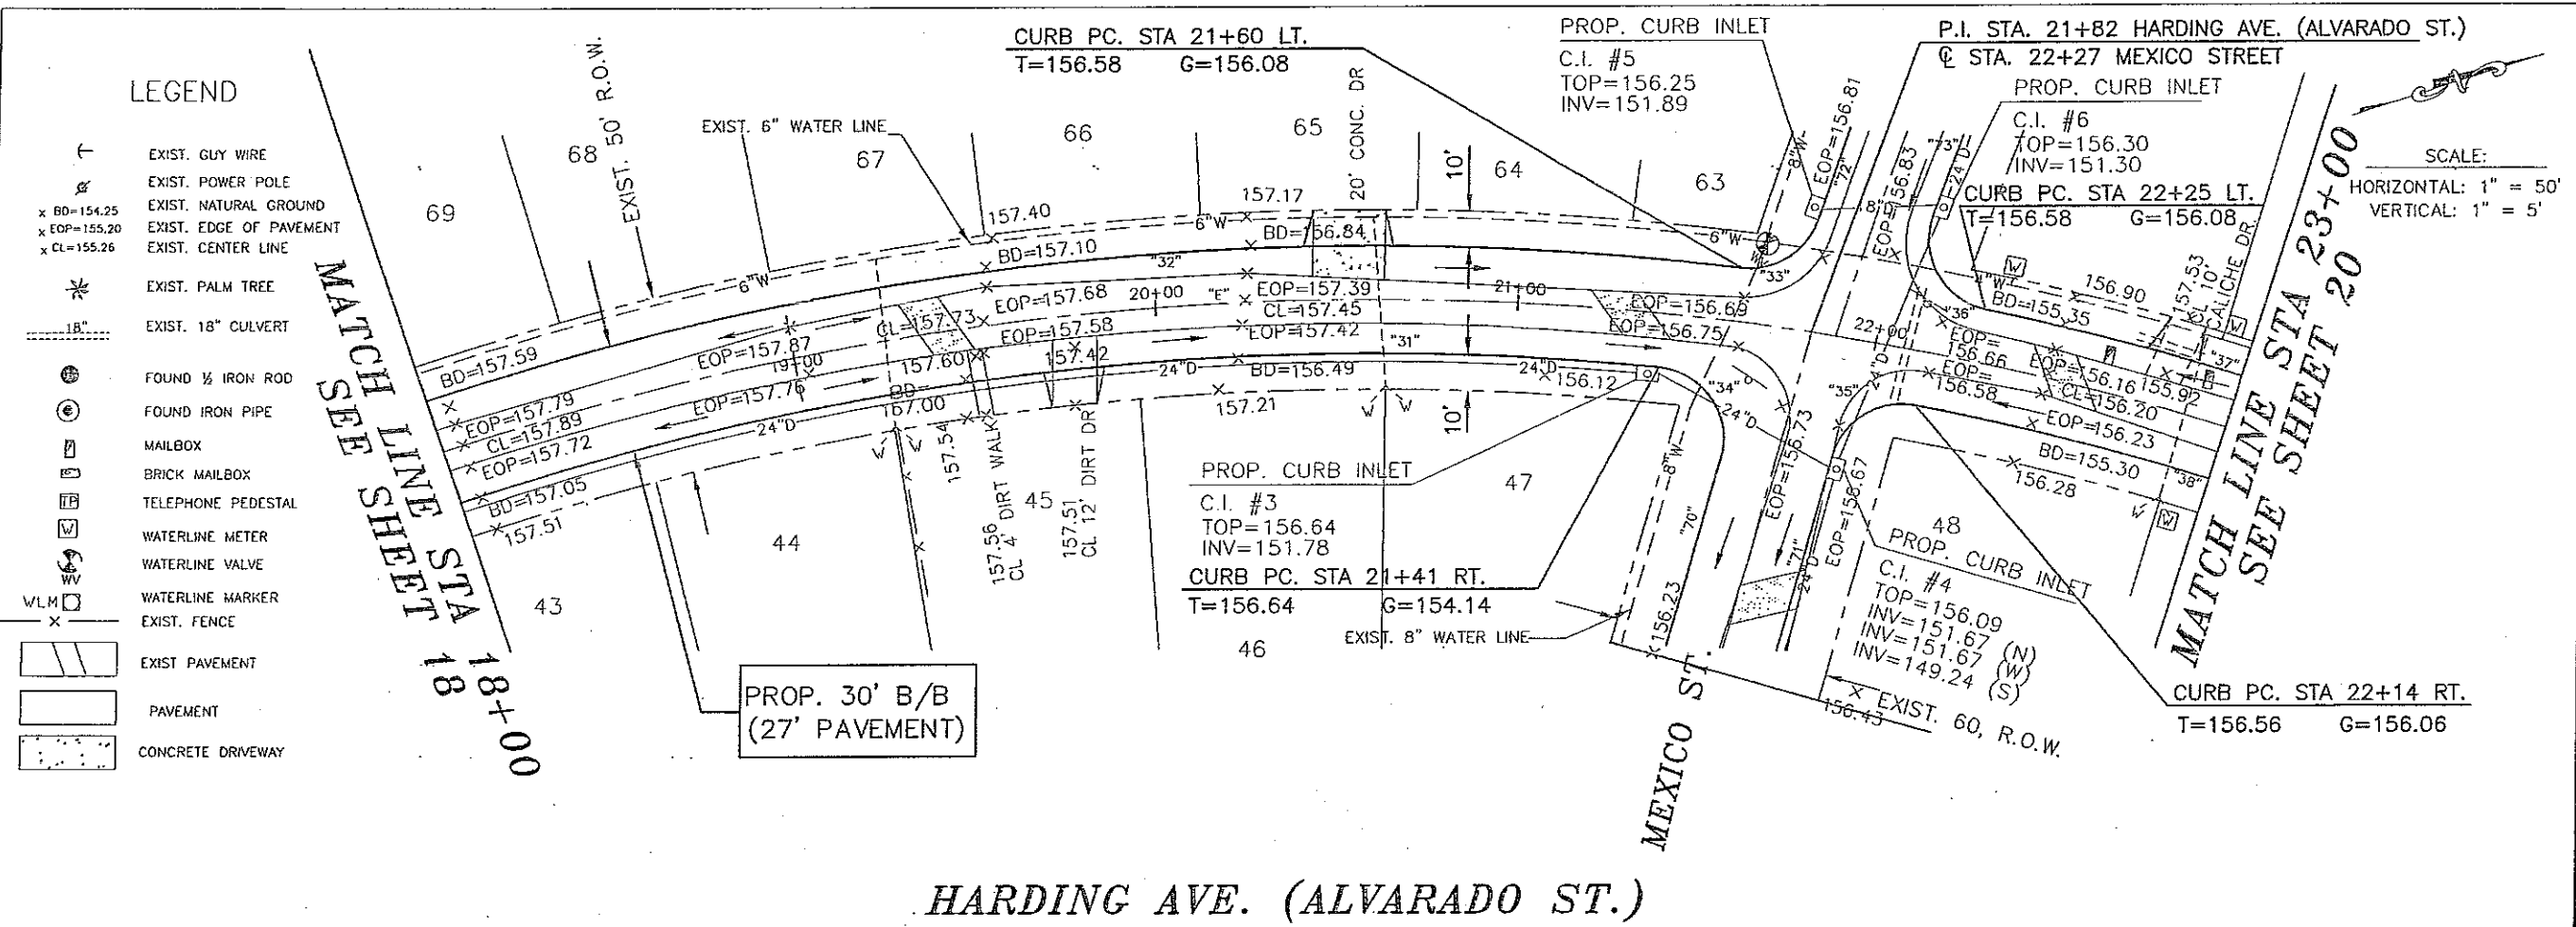 LEGEND
EXIST. GUY WIRE
EXIST. POWER POLE
x BD=154.25 EXIST. NATURAL GROUND
x EOP=155.20 EXIST. EDGE OF PAVEMENT
x CL=155.26 EXIST. CENTER LINE
EXIST. PALM TREE
18" EXIST. 18" CULVERT
FOUND ½ IRON ROD
FOUND IRON PIPE
MAILBOX
BRICK MAILBOX
TP TELEPHONE PEDESTAL
W WATERLINE METER
WV WATERLINE VALVE
WLM WATERLINE MARKER
x EXIST. FENCE
EXIST PAVEMENT
PAVEMENT
CONCRETE DRIVEWAY
MATCH LINE STA 18+00
SEE SHEET 18
69
68
EXIST. 50' R.O.W.
67
EXIST. 6" WATER LINE
66
65
20' CONC. DR
64
63
CURB PC. STA 21+60 LT.
T=156.58 G=156.08
PROP. CURB INLET
C.I. #5
TOP=156.25
INV=151.89
P.I. STA. 21+82 HARDING AVE. (ALVARADO ST.)
℄ STA. 22+27 MEXICO STREET
PROP. CURB INLET
C.I. #6
TOP=156.30
INV=151.30
CURB PC. STA 22+25 LT.
T=156.58 G=156.08
SCALE:
HORIZONTAL: 1" = 50'
VERTICAL: 1" = 5'
MATCH LINE STA 23+00
SEE SHEET 20
6"W
157.40
157.17
6"W
10'
6"W
8"W
EOP=156.81
"72"
EOP=156.83
"73"
24"D
BD=157.59
BD=157.10
BD=156.84
"32"
EOP=157.68
20+00
"E"
EOP=157.39
21+00
EOP=156.69
"33"
WV
EOP=157.87
19+00
CL=157.73
EOP=157.58
CL=157.45
EOP=157.42
EOP=156.75
22+00
EOP=157.79
CL=157.89
EOP=157.72
EOP=157.76
157.60
157.42
"31"
BD=157.05
157.51
24"D
BD=
167.00
24"D
BD=156.49
24"D
156.12
157.21
10'
157.54
157.56
CL 4' DIRT WALK
157.51
CL 12' DIRT DR
W
W
W
W
43
44
45
46
47
48
"34"
24"D
"35"
24"D
"36"
4"W
W
BD=155.35
156.90
157.53
CL 10'
CALICHE DR.
W
"37"
EOP=
156.66
EOP=156.16
155.92
EOP=
156.58
CL=156.20
EOP=156.23
BD=155.30
156.28
"38"
W
W
PROP. CURB INLET
C.I. #3
TOP=156.64
INV=151.78
CURB PC. STA 21+41 RT.
T=156.64 G=154.14
EXIST. 8" WATER LINE
8"W
"70"
156.23
EOP=156.73
"71"
24"D
EOP=158.67
PROP. CURB INLET
C.I. #4
TOP=156.09
INV=151.67 (N)
INV=151.67 (W)
INV=149.24 (S)
EXIST. 60, R.O.W.
156.43
CURB PC. STA 22+14 RT.
T=156.56 G=156.06
PROP. 30' B/B
(27' PAVEMENT)
MEXICO ST.
HARDING AVE. (ALVARADO ST.)